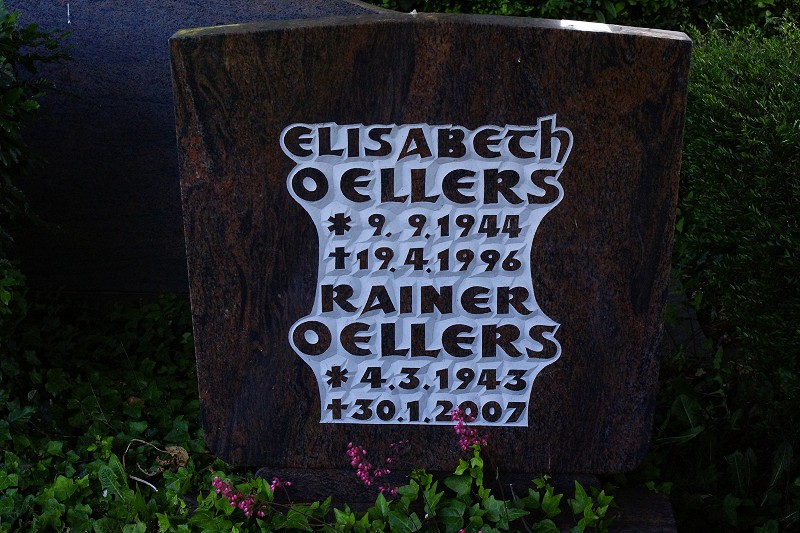 ELISABETH
OELLERS
* 9. 9.1944
†19.4.1996
RAINER
OELLERS
* 4.3.1943
†30.1.2007